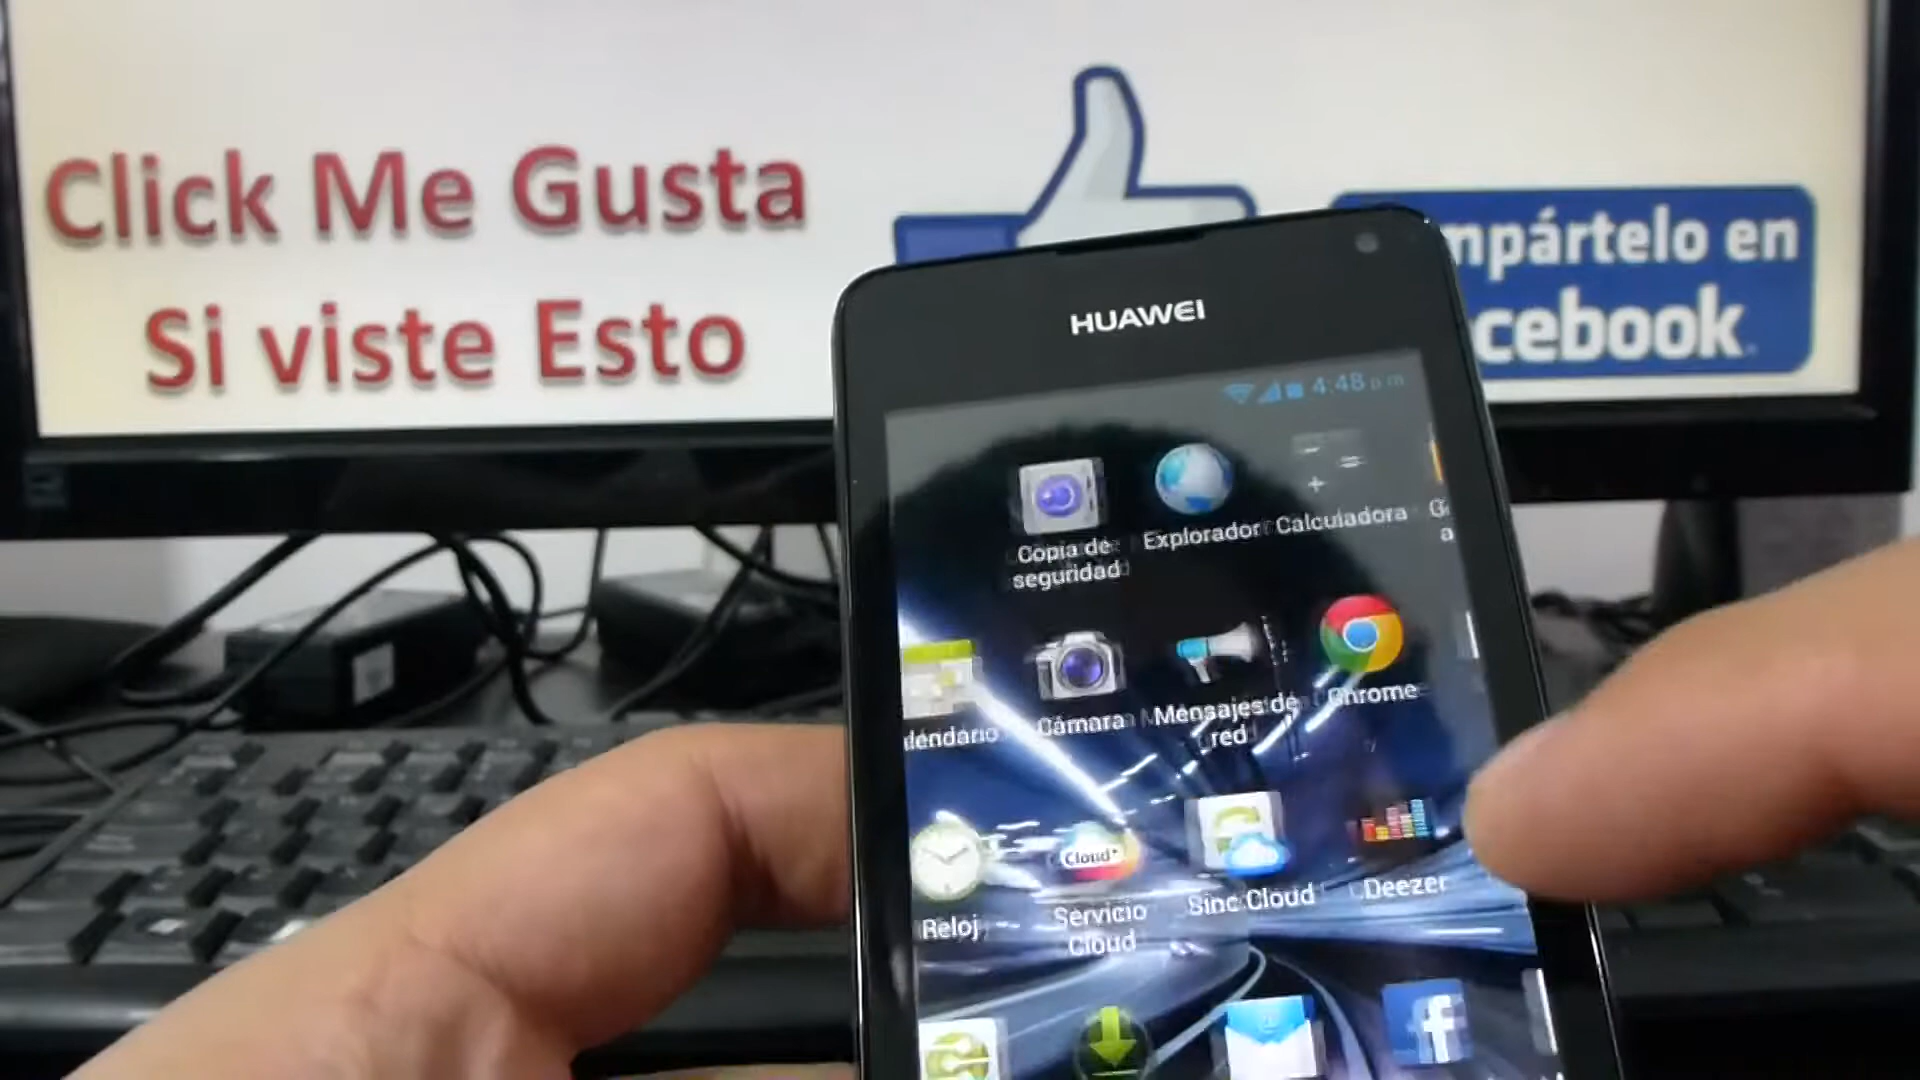 Click Me Gusta
Si viste Esto
mpártelo en
cebook
HUAWEI
4:48 p m
Copia de
seguridad
Explorador
Calculadora
lendario
Cámara
Mensajes de
red
Chrome
Reloj
Cloud+
Servicio
Cloud
Sinc Cloud
Deezer